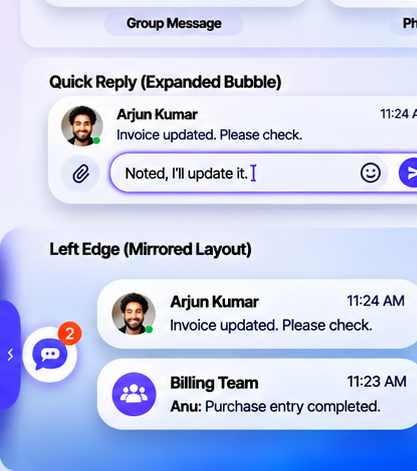 Group Message
Ph
Quick Reply (Expanded Bubble)
Arjun Kumar
11:24 A
Invoice updated. Please check.
Noted, I'll update it.
Left Edge (Mirrored Layout)
Arjun Kumar
11:24 AM
Invoice updated. Please check.
2
Billing Team
11:23 AM
Anu: Purchase entry completed.